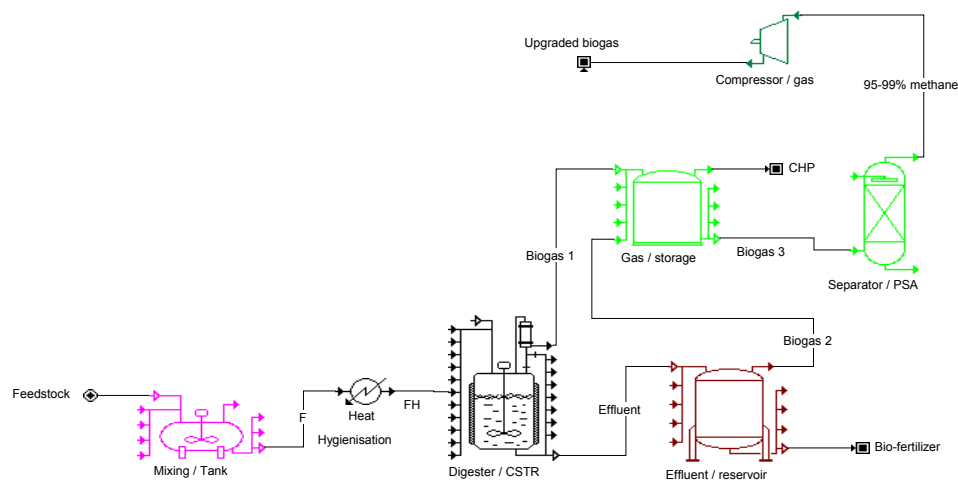 Upgraded biogas
Compressor / gas
95-99% methane
CHP
Biogas 1
Gas / storage
Biogas 3
Separator / PSA
Biogas 2
Feedstock
F
Heat
FH
Hygienisation
Effluent
Mixing / Tank
Digester / CSTR
Effluent / reservoir
Bio-fertilizer